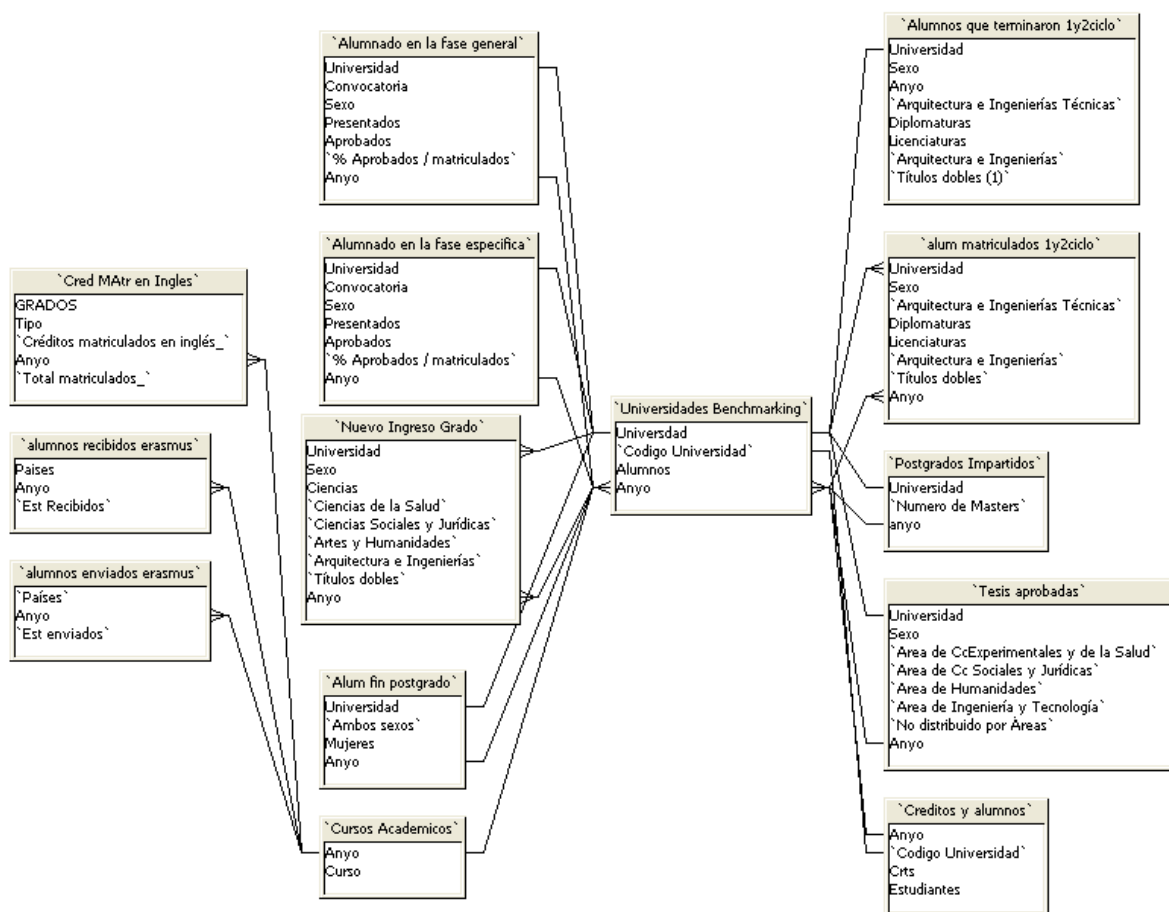 `Alumnado en la fase general`
Universidad
Convocatoria
Sexo
Presentados
Aprobados
`% Aprobados / matriculados`
Anyo
`Alumnado en la fase especifica`
Universidad
Convocatoria
Sexo
Presentados
Aprobados
`% Aprobados / matriculados`
Anyo
`Cred MAtr en Ingles`
GRADOS
Tipo
`Créditos matriculados en inglés_`
Anyo
`Total matriculados_`
`alumnos recibidos erasmus`
Paises
Anyo
`Est Recibidos`
`alumnos enviados erasmus`
`Países`
Anyo
`Est enviados`
`Nuevo Ingreso Grado`
Universidad
Sexo
Ciencias
`Ciencias de la Salud`
`Ciencias Sociales y Jurídicas`
`Artes y Humanidades`
`Arquitectura e Ingenierías`
`Títulos dobles`
Anyo
`Alum fin postgrado`
Universidad
`Ambos sexos`
Mujeres
Anyo
`Cursos Academicos`
Anyo
Curso
`Universidades Benchmarking`
Universdad
`Codigo Universidad`
Alumnos
Anyo
`Alumnos que terminaron 1y2ciclo`
Universidad
Sexo
Anyo
`Arquitectura e Ingenierías Técnicas`
Diplomaturas
Licenciaturas
`Arquitectura e Ingenierías`
`Títulos dobles (1)`
`alum matriculados 1y2ciclo`
Universidad
Sexo
`Arquitectura e Ingenierías Técnicas`
Diplomaturas
Licenciaturas
`Arquitectura e Ingenierías`
`Títulos dobles`
Anyo
`Postgrados Impartidos`
Universidad
`Numero de Masters`
anyo
`Tesis aprobadas`
Universidad
Sexo
`Area de CcExperimentales y de la Salud`
`Area de Cc Sociales y Jurídicas`
`Area de Humanidades`
`Area de Ingeniería y Tecnología`
`No distribuido por Áreas`
Anyo
`Creditos y alumnos`
Anyo
`Codigo Universidad`
Crts
Estudiantes